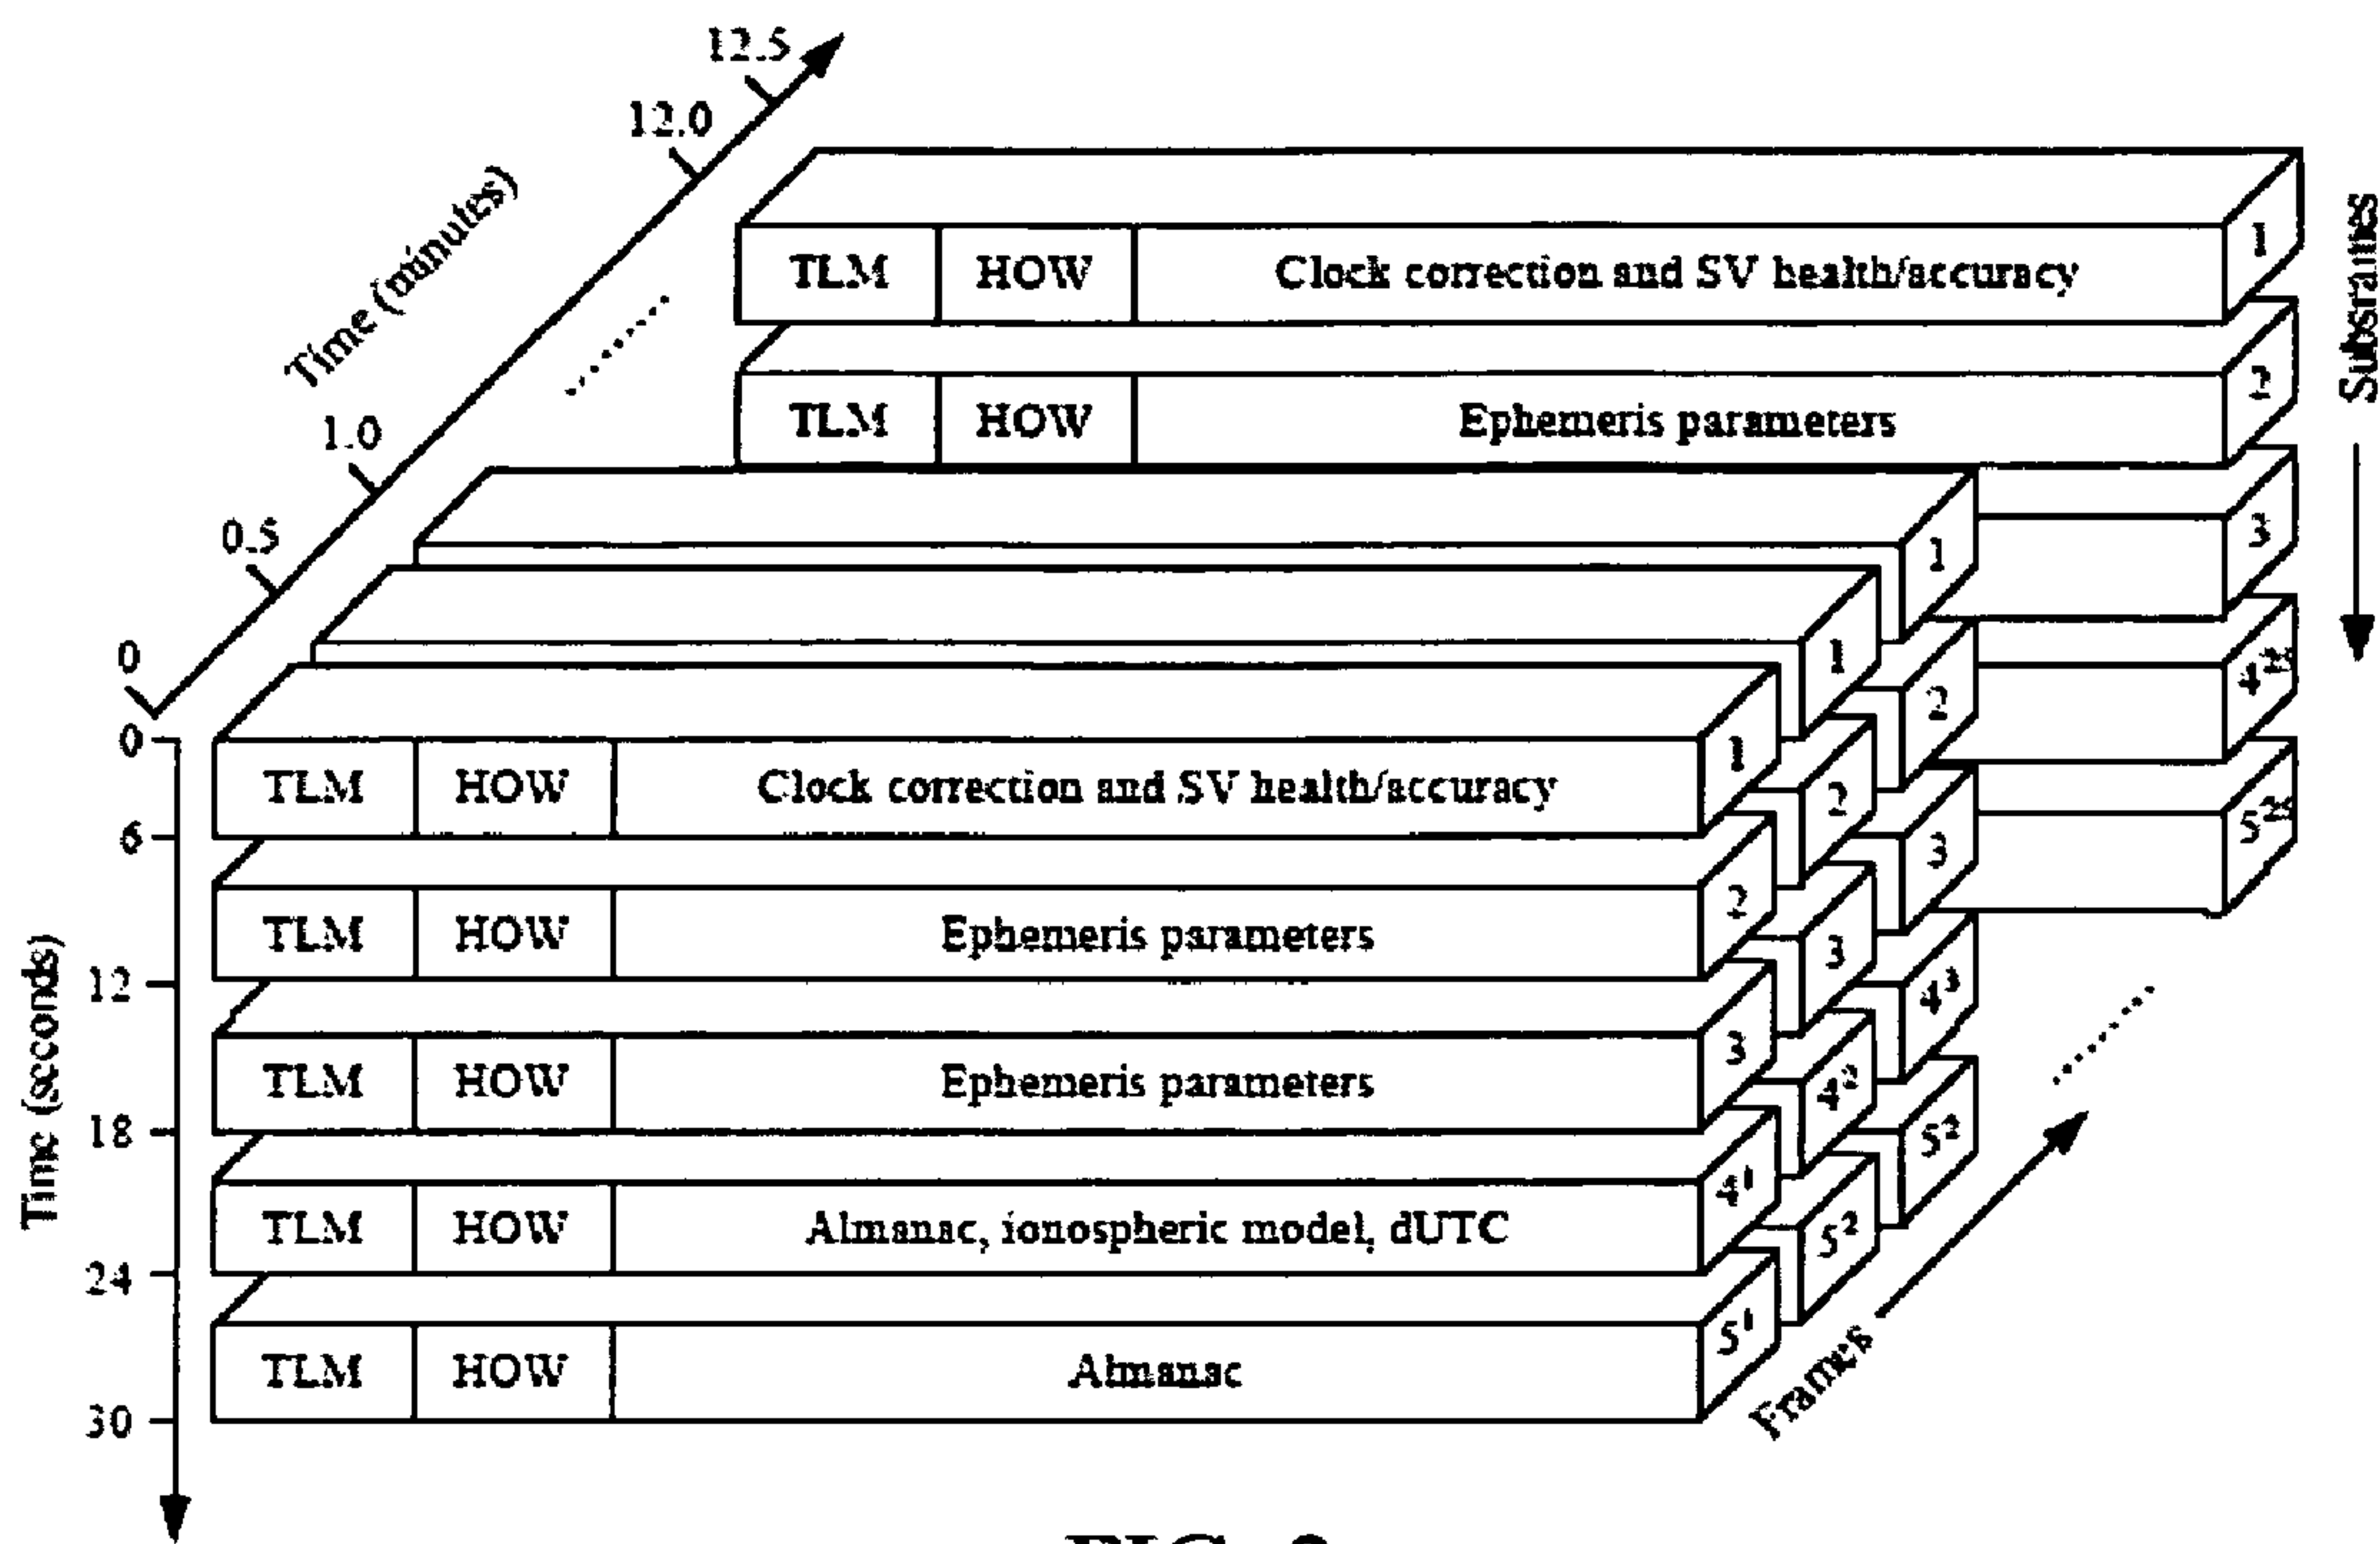 12.5
12.0
Time (minutes)
1.0
0.5
0
Subframes
TLM HOW Clock correction and SV health/accuracy 1
TLM HOW Ephemeris parameters 2
3
5
1
2
3
4³
5²
1
2
3
4²
5²
0
6
12
18
24
30
Time (seconds)
TLM HOW Clock correction and SV health/accuracy 1
TLM HOW Ephemeris parameters 2
TLM HOW Ephemeris parameters 3
TLM HOW Almanac, ionospheric model, dUTC 4¹
TLM HOW Almanac 5¹
Frames